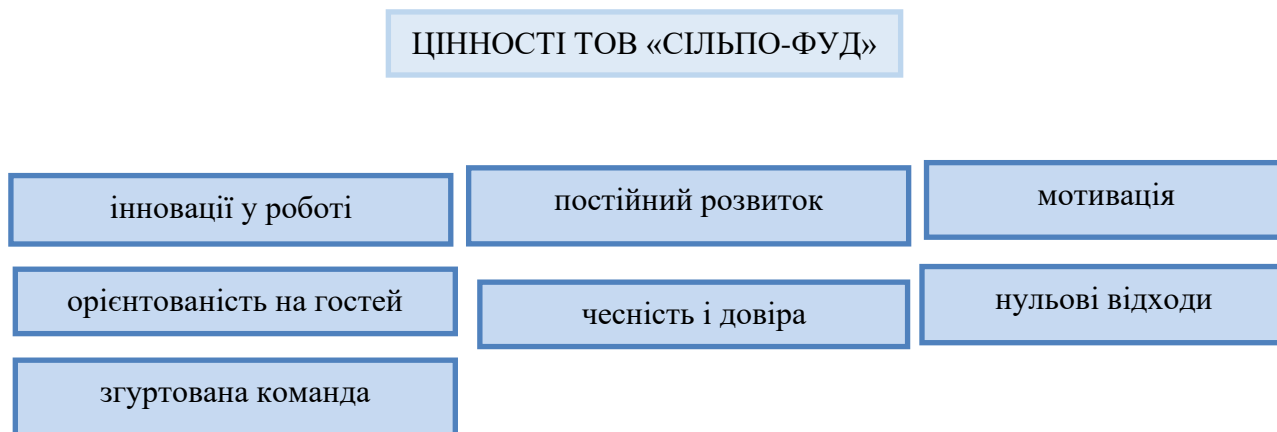 ЦІННОСТІ ТОВ «СІЛЬПО-ФУД»
інновації у роботі
постійний розвиток
мотивація
орієнтованість на гостей
чесність і довіра
нульові відходи
згуртована команда